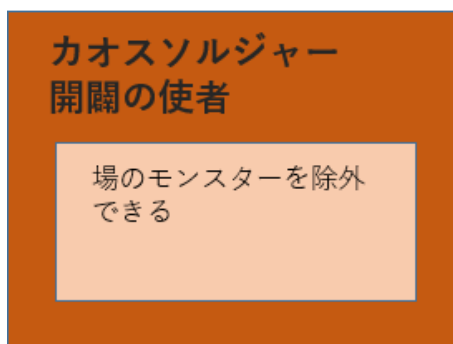 カオスソルジャー
開闢の使者
場のモンスターを除外
できる